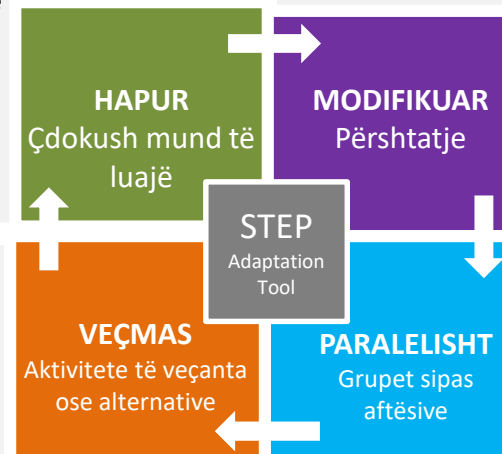 HAPUR
Çdokush mund të
luajë
MODIFIKUAR
Përshtatje
STEP
Adaptation
Tool
VEÇMAS
Aktivitete të veçanta
ose alternative
PARALELISHT
Grupet sipas
aftësive